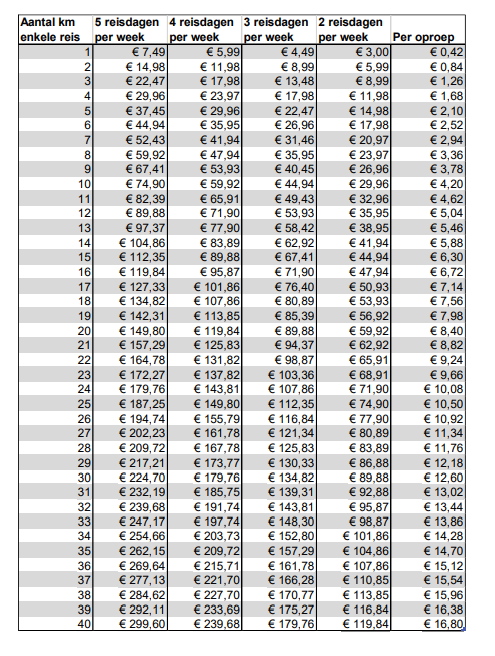 Aantal km 5 reisdagen 4 reisdagen 3 reisdagen 2 reisdagen
enkele reis per week per week per week per week Per oproep
1 € 7,49 € 5,99 € 4,49 € 3,00 € 0,42
2 € 14,98 € 11,98 € 8,99 € 5,99 € 0,84
3 € 22,47 € 17,98 € 13,48 € 8,99 € 1,26
4 € 29,96 € 23,97 € 17,98 € 11,98 € 1,68
5 € 37,45 € 29,96 € 22,47 € 14,98 € 2,10
6 € 44,94 € 35,95 € 26,96 € 17,98 € 2,52
7 € 52,43 € 41,94 € 31,46 € 20,97 € 2,94
8 € 59,92 € 47,94 € 35,95 € 23,97 € 3,36
9 € 67,41 € 53,93 € 40,45 € 26,96 € 3,78
10 € 74,90 € 59,92 € 44,94 € 29,96 € 4,20
11 € 82,39 € 65,91 € 49,43 € 32,96 € 4,62
12 € 89,88 € 71,90 € 53,93 € 35,95 € 5,04
13 € 97,37 € 77,90 € 58,42 € 38,95 € 5,46
14 € 104,86 € 83,89 € 62,92 € 41,94 € 5,88
15 € 112,35 € 89,88 € 67,41 € 44,94 € 6,30
16 € 119,84 € 95,87 € 71,90 € 47,94 € 6,72
17 € 127,33 € 101,86 € 76,40 € 50,93 € 7,14
18 € 134,82 € 107,86 € 80,89 € 53,93 € 7,56
19 € 142,31 € 113,85 € 85,39 € 56,92 € 7,98
20 € 149,80 € 119,84 € 89,88 € 59,92 € 8,40
21 € 157,29 € 125,83 € 94,37 € 62,92 € 8,82
22 € 164,78 € 131,82 € 98,87 € 65,91 € 9,24
23 € 172,27 € 137,82 € 103,36 € 68,91 € 9,66
24 € 179,76 € 143,81 € 107,86 € 71,90 € 10,08
25 € 187,25 € 149,80 € 112,35 € 74,90 € 10,50
26 € 194,74 € 155,79 € 116,84 € 77,90 € 10,92
27 € 202,23 € 161,78 € 121,34 € 80,89 € 11,34
28 € 209,72 € 167,78 € 125,83 € 83,89 € 11,76
29 € 217,21 € 173,77 € 130,33 € 86,88 € 12,18
30 € 224,70 € 179,76 € 134,82 € 89,88 € 12,60
31 € 232,19 € 185,75 € 139,31 € 92,88 € 13,02
32 € 239,68 € 191,74 € 143,81 € 95,87 € 13,44
33 € 247,17 € 197,74 € 148,30 € 98,87 € 13,86
34 € 254,66 € 203,73 € 152,80 € 101,86 € 14,28
35 € 262,15 € 209,72 € 157,29 € 104,86 € 14,70
36 € 269,64 € 215,71 € 161,78 € 107,86 € 15,12
37 € 277,13 € 221,70 € 166,28 € 110,85 € 15,54
38 € 284,62 € 227,70 € 170,77 € 113,85 € 15,96
39 € 292,11 € 233,69 € 175,27 € 116,84 € 16,38
40 € 299,60 € 239,68 € 179,76 € 119,84 € 16,80